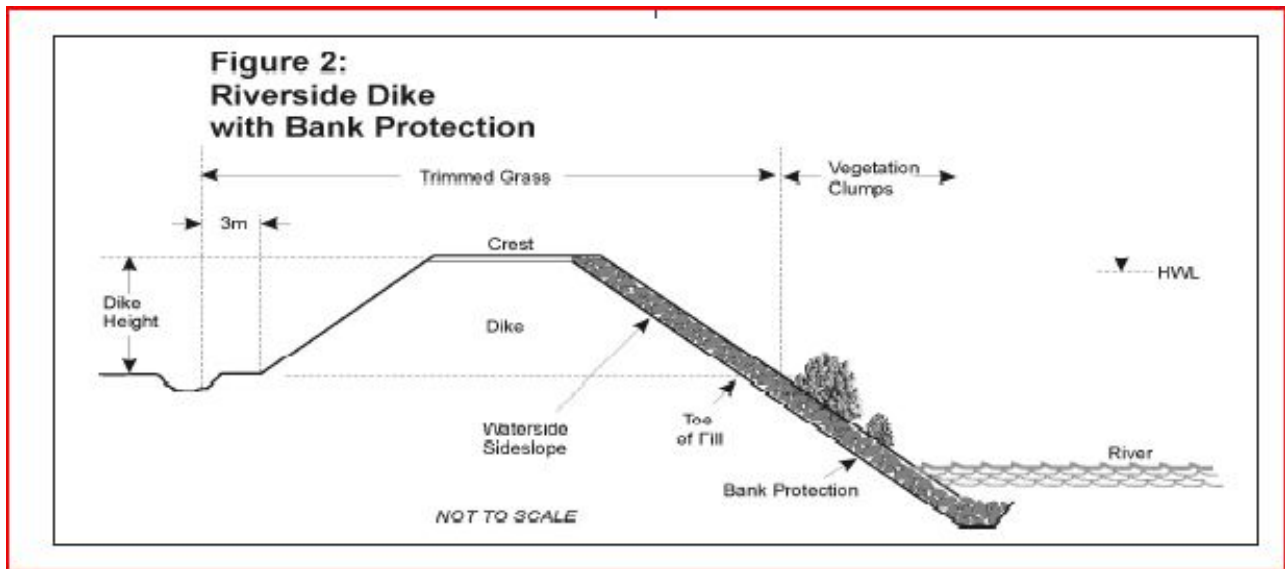 Figure 2:
Riverside Dike
with Bank Protection
Trimmed Grass
Vegetation
Clumps
3m
Crest
HWL
Dike
Height
Dike
Waterside
Sideslope
Toe
of Fill
River
Bank Protection
NOT TO SCALE